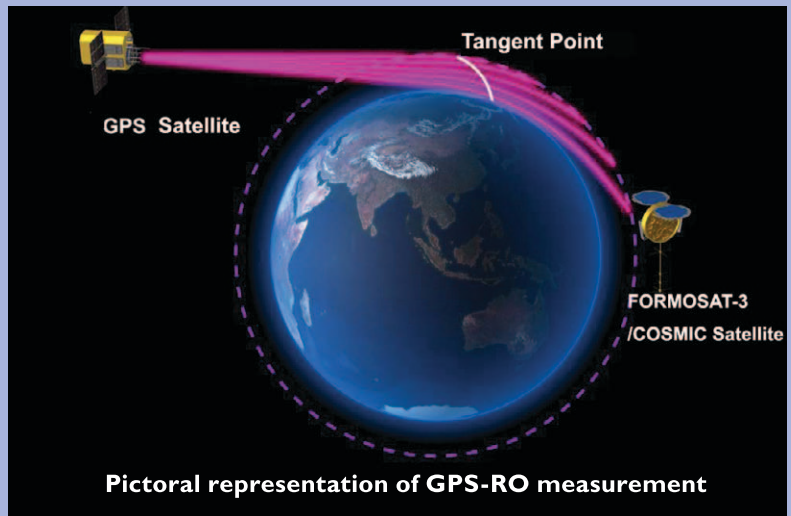 Tangent Point
GPS Satellite
FORMOSAT-3
/COSMIC Satellite
Pictoral representation of GPS-RO measurement